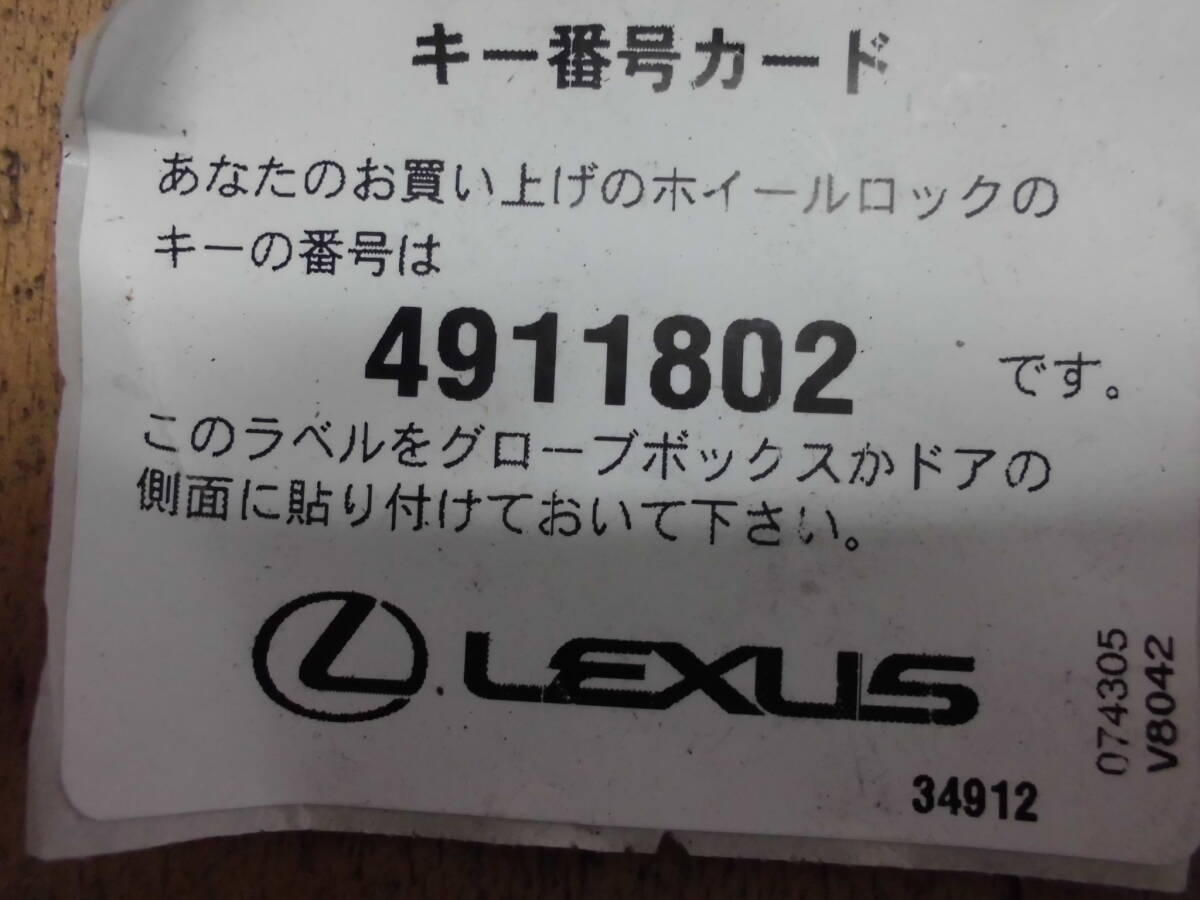 キー番号カード
あなたのお買い上げのホイールロックの
キーの番号は
4911802 です。
このラベルをグローブボックスかドアの
側面に貼り付けておいて下さい。
LEXUS
34912
0743305
V8042